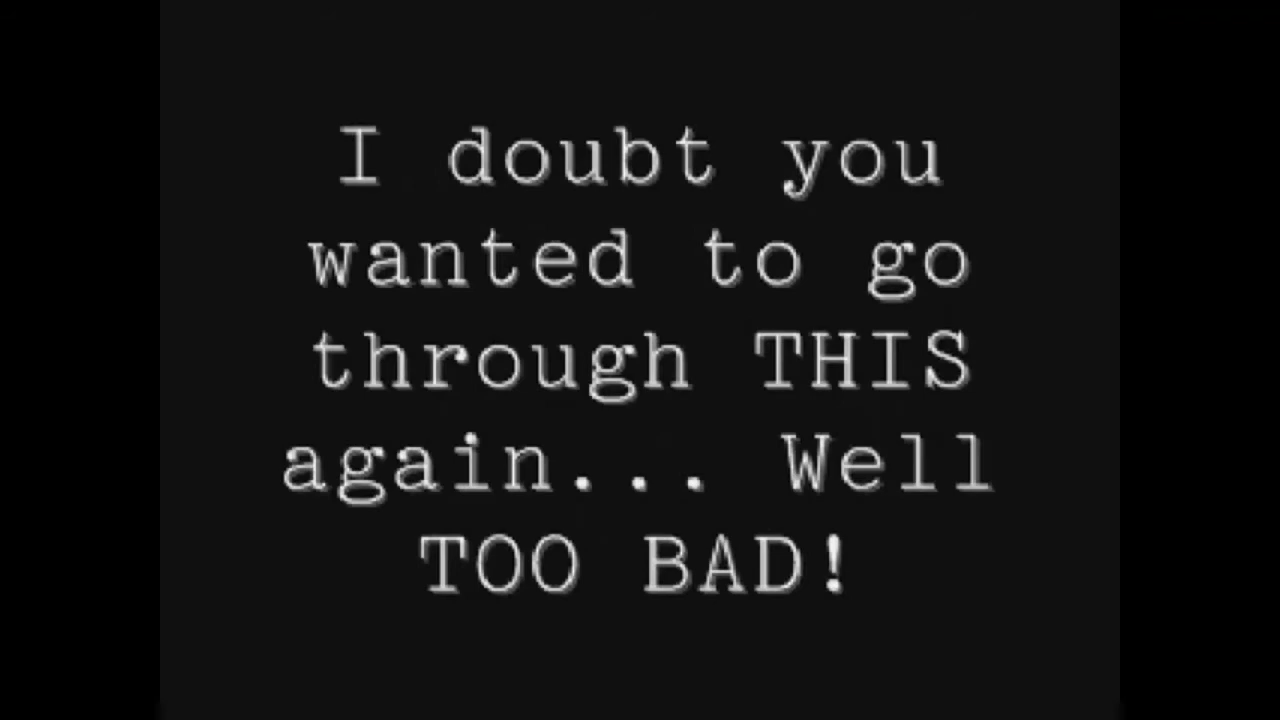 I doubt you
wanted to go
through THIS
again... Well
TOO BAD!